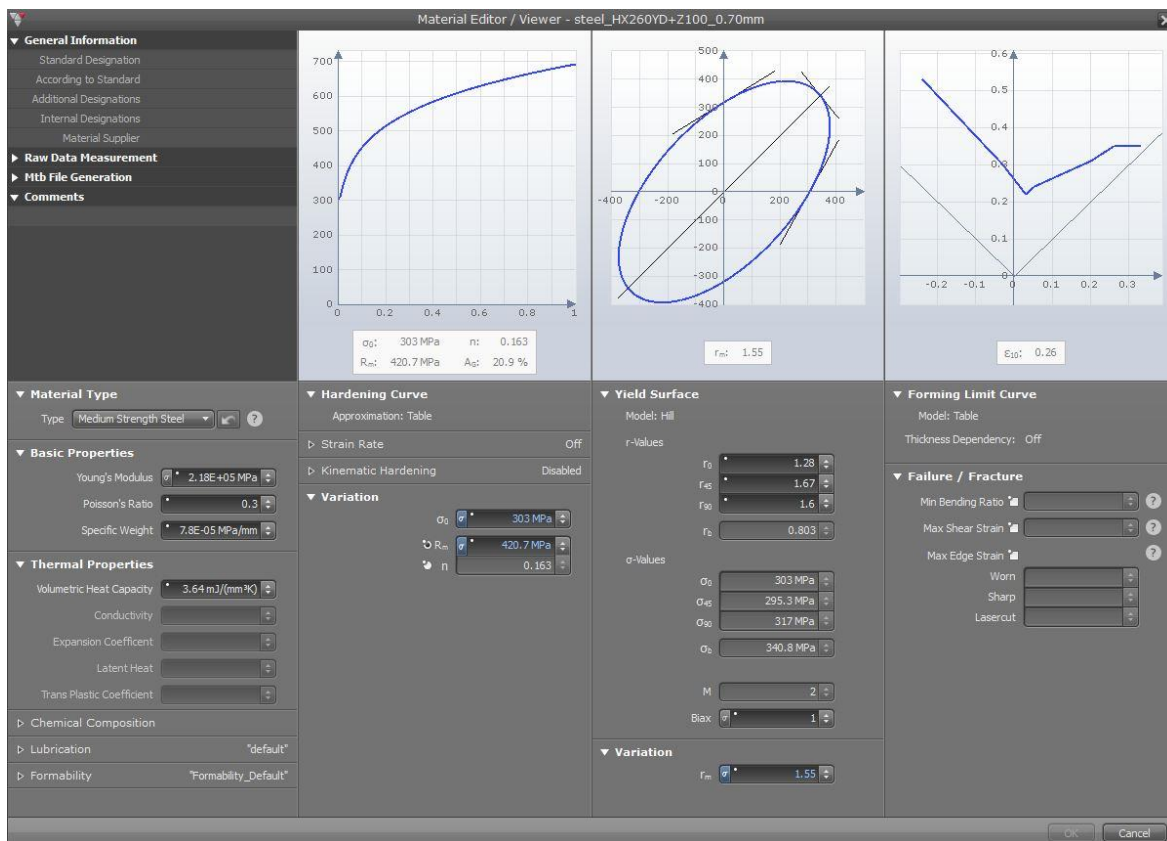 Material Editor / Viewer - steel_HX260YD+Z100_0.70mm
General Information
Standard Designation
According to Standard
Additional Designations
Internal Designations
Material Supplier
Raw Data Measurement
Mtb File Generation
Comments
700
600
500
400
300
200
100
0
0 0.2 0.4 0.6 0.8 1
σ₀: 303 MPa n: 0.163
Rₘ: 420.7 MPa A_G: 20.9 %
500
400
300
200
100
0
-400 -200 0 200 400
100
-200
-300
-400
rₘ: 1.55
0.6
0.5
0.4
0.3
0.2
0.1
0
-0.2 -0.1 0 0.1 0.2 0.3
ε₁₀: 0.26
Material Type
Type Medium Strength Steel ?
Basic Properties
Young's Modulus σ 2.18E+05 MPa
Poisson's Ratio 0.3
Specific Weight 7.8E-05 MPa/mm
Thermal Properties
Volumetric Heat Capacity 3.64 mJ/(mm³K)
Conductivity
Expansion Coefficent
Latent Heat
Trans Plastic Coefficient
Chemical Composition
Lubrication "default"
Formability "Formability_Default"
Hardening Curve
Approximation: Table
Strain Rate Off
Kinematic Hardening Disabled
Variation
σ₀ σ 303 MPa
Rₘ σ 420.7 MPa
n 0.163
Yield Surface
Model: Hill
r-Values
r₀ 1.28
r₄₅ 1.67
r₉₀ 1.6
r_b 0.803
σ-Values
σ₀ 303 MPa
σ₄₅ 295.3 MPa
σ₉₀ 317 MPa
σ_b 340.8 MPa
M 2
Biax σ 1
Variation
rₘ σ 1.55
Forming Limit Curve
Model: Table
Thickness Dependency: Off
Failure / Fracture
Min Bending Ratio ?
Max Shear Strain ?
Max Edge Strain ?
Worn
Sharp
Lasercut
OK Cancel